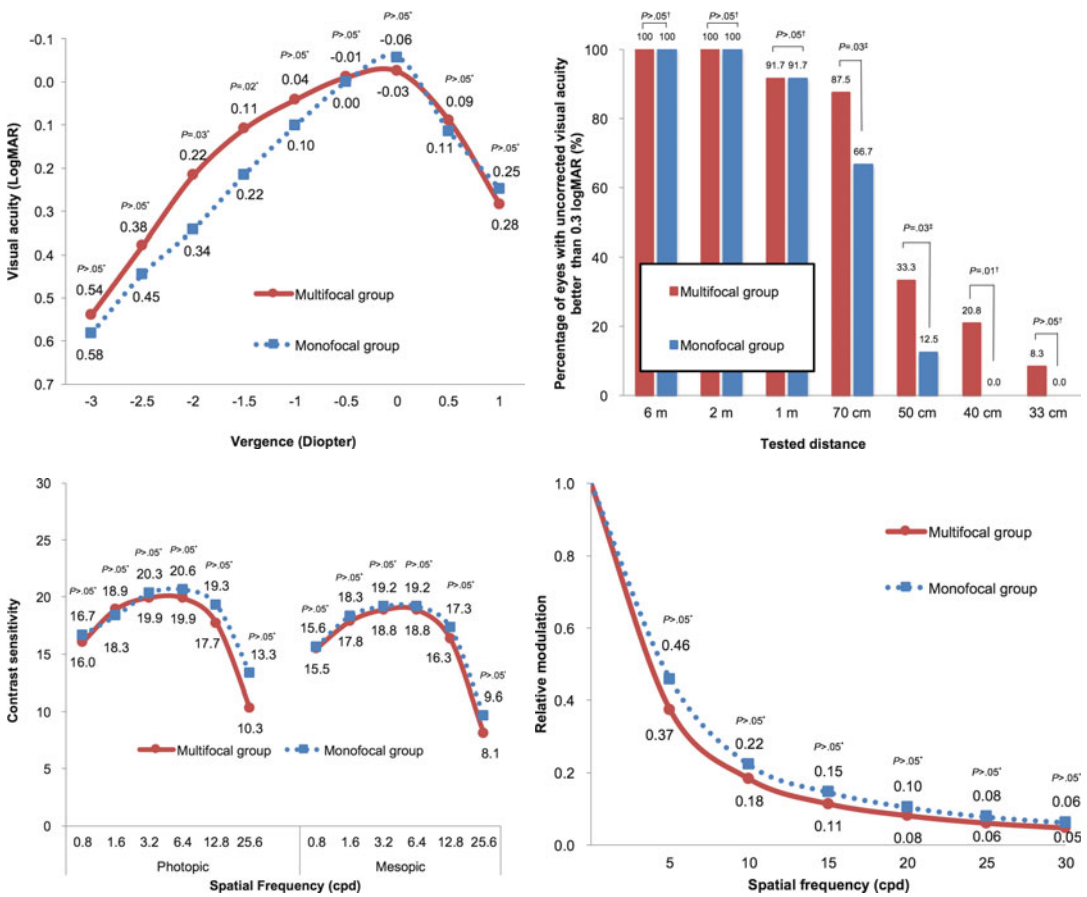 P>.05*
-0.1
P>.05* -0.06
P>.05* -0.01
0.0
P>.05* 0.04
-0.03
P>.05* 0.09
0.00
P=.02* 0.11
0.1
0.10
0.11
P=.03* 0.22
P>.05* 0.25
0.2
0.22
0.28
P>.05* 0.38
0.3
0.34
P>.05* 0.54
0.4
0.45
0.5
0.6
0.58
0.7
Multifocal group
Monofocal group
Visual acuity (LogMAR)
-3 -2.5 -2 -1.5 -1 -0.5 0 0.5 1
Vergence (Diopter)
P>.05† P>.05† P>.05† P=.03‡ P=.03‡ P=.01† P>.05†
100 100 100 100 91.7 91.7 87.5 66.7 33.3 12.5 20.8 0.0 8.3 0.0
100
80
60
40
20
0
Percentage of eyes with uncorrected visual acuity
better than 0.3 logMAR (%)
Multifocal group
Monofocal group
6 m 2 m 1 m 70 cm 50 cm 40 cm 33 cm
Tested distance
30
25
20
15
10
5
0
Contrast sensitivity
P>.05* P>.05* P>.05* P>.05* P>.05* P>.05*
16.7 18.9 20.3 20.6 19.3 13.3
16.0 18.3 19.9 19.9 17.7 10.3
P>.05* P>.05* P>.05* P>.05* P>.05* P>.05*
15.6 18.3 19.2 19.2 17.3 9.6
15.5 17.8 18.8 18.8 16.3 8.1
Multifocal group Monofocal group
0.8 1.6 3.2 6.4 12.8 25.6 0.8 1.6 3.2 6.4 12.8 25.6
Photopic Mesopic
Spatial Frequency (cpd)
1.0
0.8
0.6
0.4
0.2
0.0
Relative modulation
Multifocal group
Monofocal group
P>.05* P>.05* P>.05* P>.05* P>.05* P>.05*
0.46 0.22 0.15 0.10 0.08 0.06
0.37 0.18 0.11 0.08 0.06 0.05
5 10 15 20 25 30
Spatial frequency (cpd)